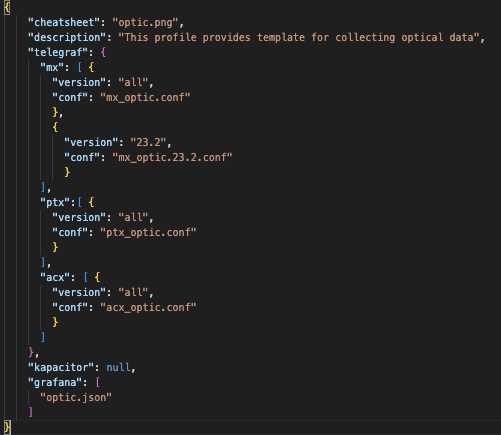 {
"cheatsheet": "optic.png",
"description": "This profile provides template for collecting optical data",
"telegraf": {
"mx": [ {
"version": "all",
"conf": "mx_optic.conf"
},
{
"version": "23.2",
"conf": "mx_optic.23.2.conf"
}
],
"ptx":[ {
"version": "all",
"conf": "ptx_optic.conf"
}
],
"acx": [ {
"version": "all",
"conf": "acx_optic.conf"
}
]
},
"kapacitor": null,
"grafana": [
"optic.json"
]
}